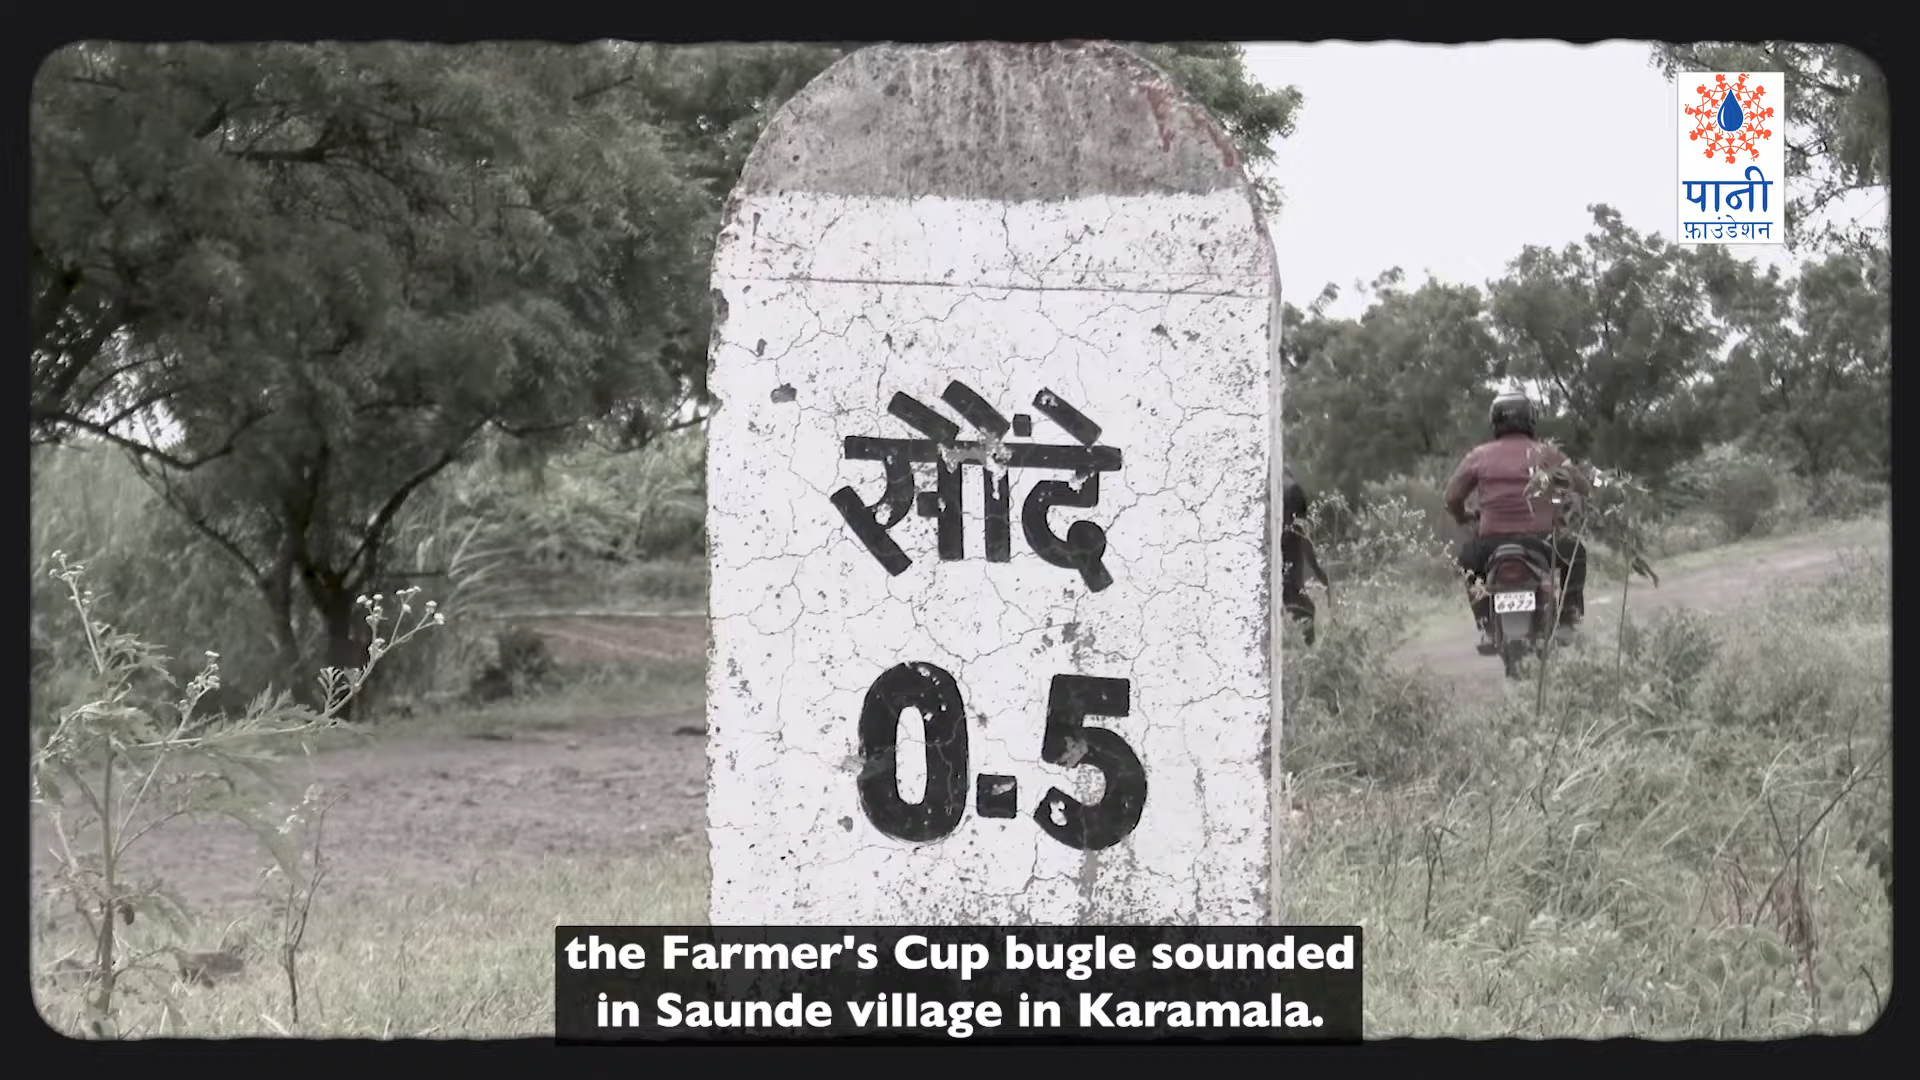 पानी
फ़ाउंडेशन
सौंदे
0.5
the Farmer's Cup bugle sounded
in Saunde village in Karamala.